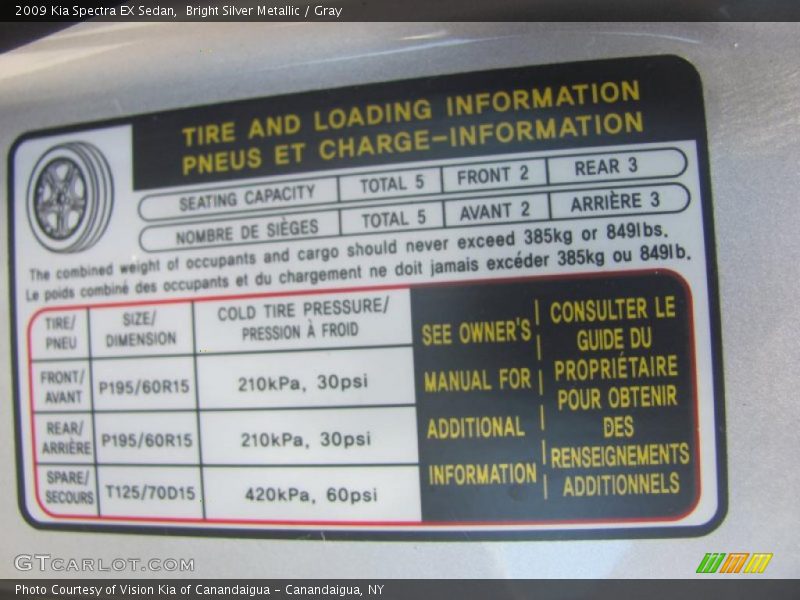 2009 Kia Spectra EX Sedan,  Bright Silver Metallic / Gray
TIRE AND LOADING INFORMATION
PNEUS ET CHARGE-INFORMATION
SEATING CAPACITY TOTAL 5 FRONT 2 REAR 3
NOMBRE DE SIÈGES TOTAL 5 AVANT 2 ARRIÈRE 3
The combined weight of occupants and cargo should never exceed 385kg or 849lbs.
Le poids combiné des occupants et du chargement ne doit jamais excéder 385kg ou 849lb.
TIRE/
PNEU
SIZE/
DIMENSION
COLD TIRE PRESSURE/
PRESSION À FROID
FRONT/
AVANT
P195/60R15
210kPa, 30psi
REAR/
ARRIÈRE
P195/60R15
210kPa, 30psi
SPARE/
SECOURS
T125/70D15
420kPa, 60psi
SEE OWNER'S
MANUAL FOR
ADDITIONAL
INFORMATION
CONSULTER LE
GUIDE DU
PROPRIÉTAIRE
POUR OBTENIR
DES
RENSEIGNEMENTS
ADDITIONNELS
GTCARLOT.COM
Photo Courtesy of Vision Kia of Canandaigua - Canandaigua, NY